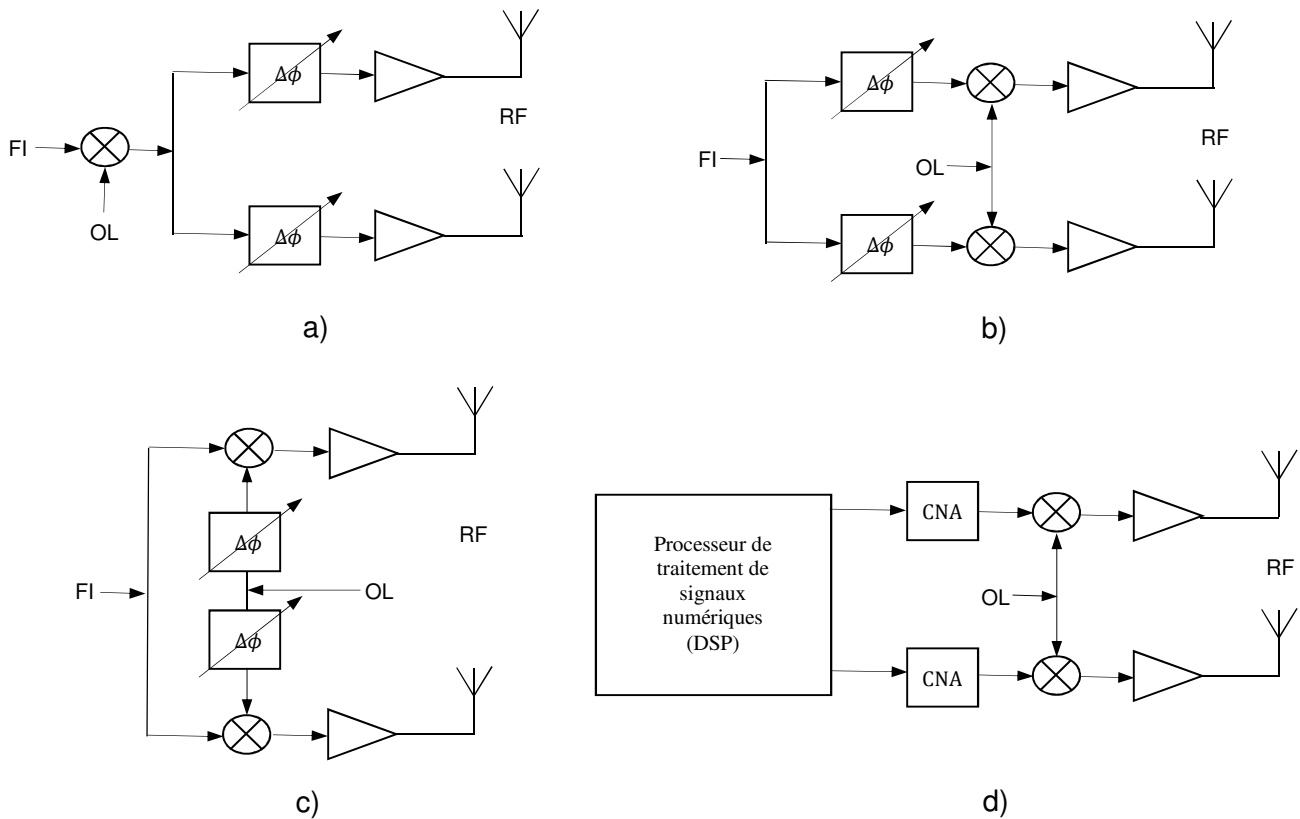 Δϕ
RF
FI
OL
Δϕ
a)
Δϕ
FI
OL
RF
Δϕ
b)
Δϕ
RF
FI
OL
Δϕ
c)
Processeur de
traitement de
signaux
numériques
(DSP)
CNA
OL
RF
CNA
d)